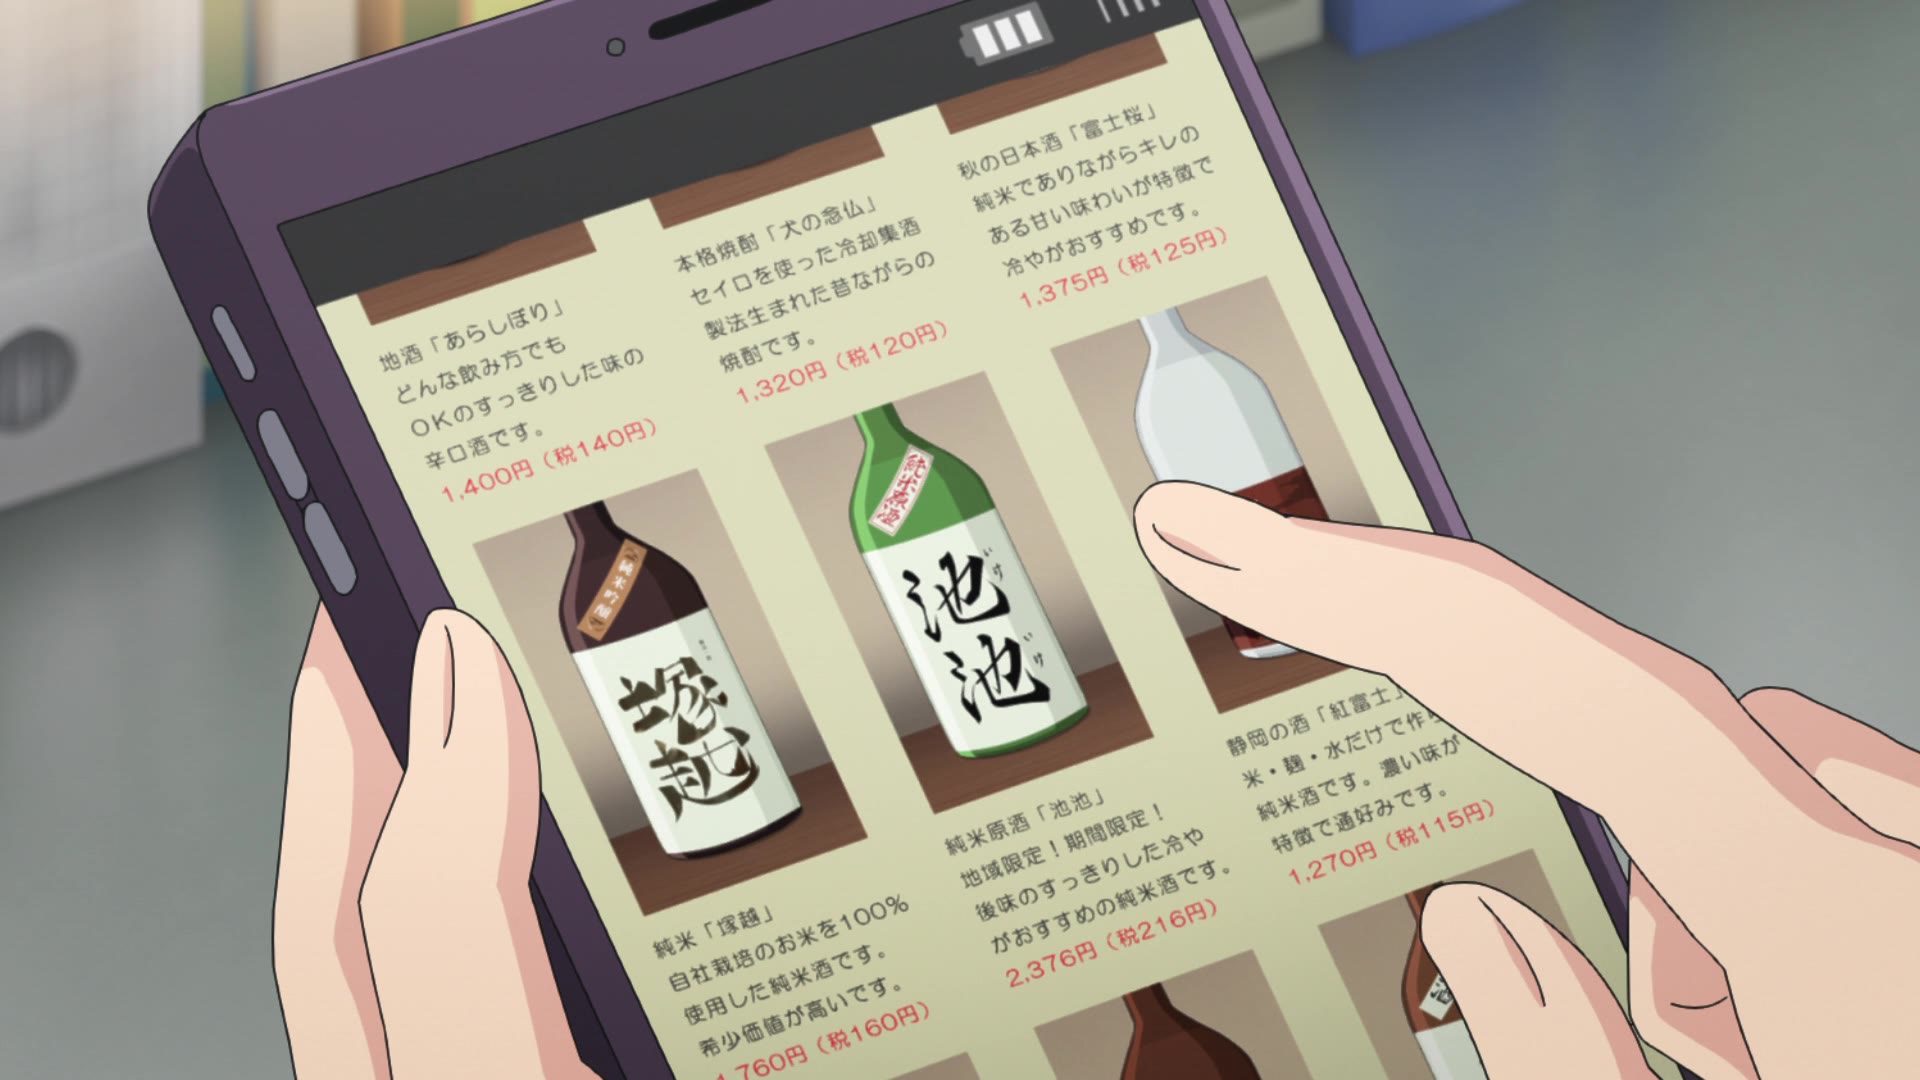 地酒「あらしぼり」
どんな飲み方でも
OKのすっきりした味の
辛口酒です。
1,400円（税140円）
本格焼酎「犬の念仏」
セイロを使った冷却集酒
製法生まれた昔ながらの
焼酎です。
1,320円（税120円）
秋の日本酒「富士桜」
純米でありながらキレの
ある甘い味わいが特徴で
冷やがおすすめです。
1,375円（税125円）
純米吟醸
塚越
純米「塚越」
自社栽培のお米を100%
使用した純米酒です。
希少価値が高いです。
1,760円（税160円）
純米原酒
池池
いけ
いけ
純米原酒「池池」
地域限定！期間限定！
後味のすっきりした冷や
がおすすめの純米酒です。
2,376円（税216円）
静岡の酒「紅富士」
米・麹・水だけで作ら
純米酒です。濃い味が
特徴で通好みです。
1,270円（税115円）